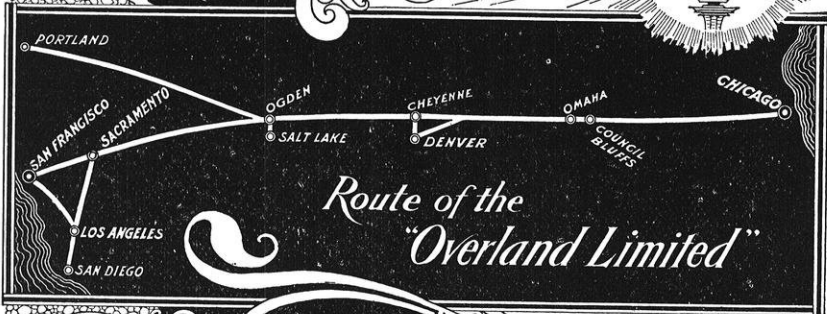 PORTLAND
SAN FRANCISCO
SACRAMENTO
OGDEN
SALT LAKE
CHEYENNE
DENVER
OMAHA
COUNCIL
BLUFFS
CHICAGO
LOS ANGELES
SAN DIEGO
Route of the
"Overland Limited"